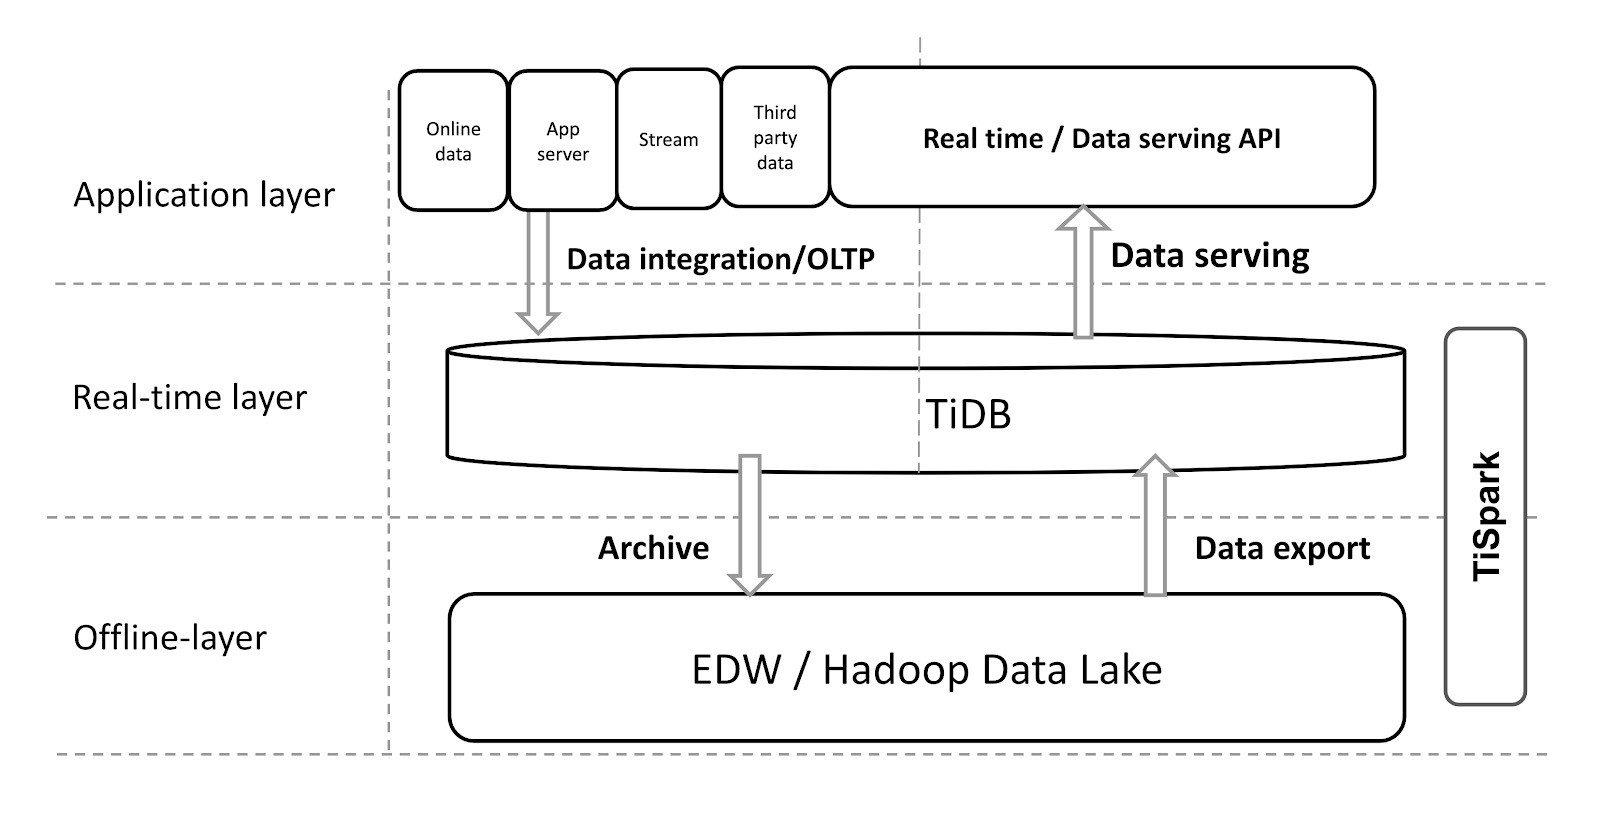 Online
data
App
server
Stream
Third
party
data
Real time / Data serving API
Application layer
Data integration/OLTP
Data serving
Real-time layer
TiDB
TiSpark
Archive
Data export
Offline-layer
EDW / Hadoop Data Lake